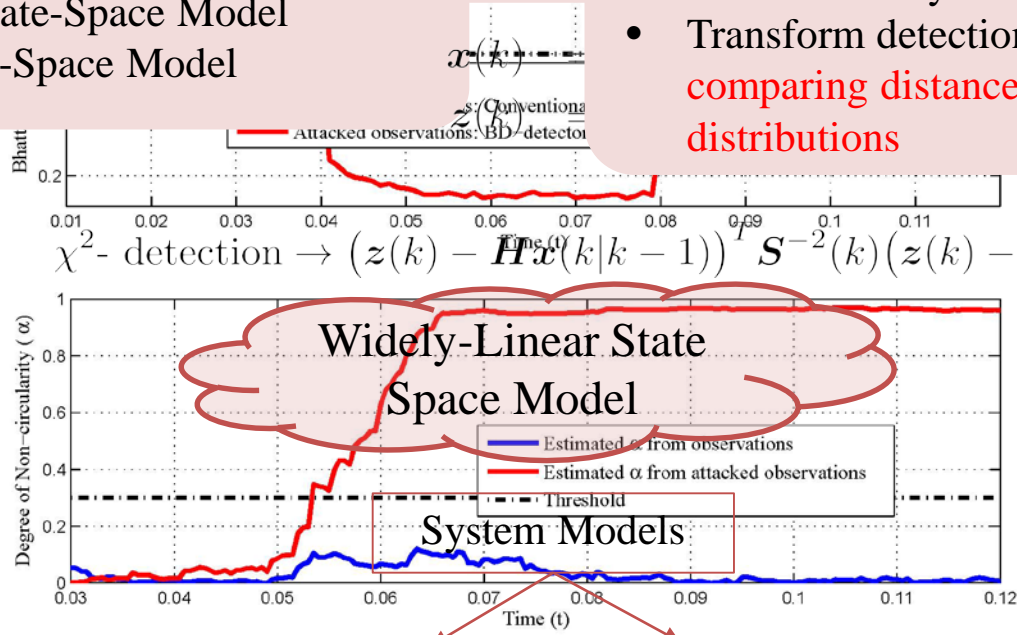 ate-Space Model
-Space Model
Transform detection
comparing distance
distributions
x(k)
z(k)
s: Conventiona
Attacked observations: BD-detector
Bhatt
0.2
0.01 0.02 0.03 0.04 0.05 0.06 0.07 0.08 0.09 0.1 0.11
Time (t)
χ²- detection → (z(k) − Hx(k|k − 1))ᵀ S⁻²(k)(z(k) −
Widely-Linear State
Space Model
Degree of Non-circularity (α)
1
0.8
0.6
0.4
0.2
0
Estimated α from observations
Estimated α from attacked observations
Threshold
System Models
0.03 0.04 0.05 0.06 0.07 0.08 0.09 0.1 0.11 0.12
Time (t)